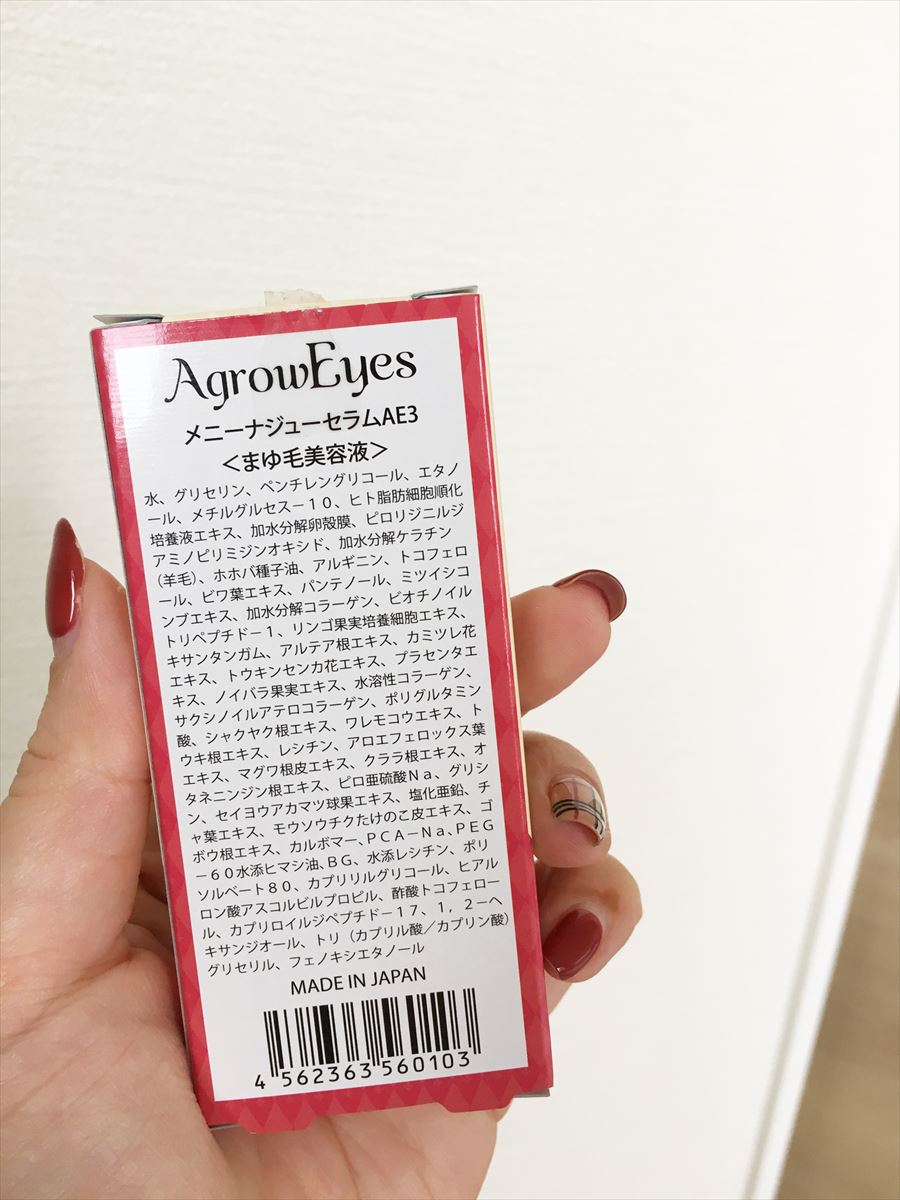 AgrowEyes
メニーナジューセラムAE3
＜まゆ毛美容液＞
水、グリセリン、ペンチレングリコール、エタノ
ール、メチルグルセス－１０、ヒト脂肪細胞順化
培養液エキス、加水分解卵殻膜、ピロリジニルジ
アミノピリミジンオキシド、加水分解ケラチン
（羊毛）、ホホバ種子油、アルギニン、トコフェロ
ール、ビワ葉エキス、パンテノール、ミツイシコ
ンブエキス、加水分解コラーゲン、ビオチノイル
トリペプチド－１、リンゴ果実培養細胞エキス、
キサンタンガム、アルテア根エキス、カミツレ花
エキス、トウキンセンカ花エキス、プラセンタエ
キス、ノイバラ果実エキス、水溶性コラーゲン、
サクシノイルアテロコラーゲン、ポリグルタミン
酸、シャクヤク根エキス、ワレモコウエキス、ト
ウキ根エキス、レシチン、アロエフェロックス葉
エキス、マグワ根皮エキス、クララ根エキス、オ
タネニンジン根エキス、ピロ亜硫酸Ｎａ、グリシ
ン、セイヨウアカマツ球果エキス、塩化亜鉛、チ
ャ葉エキス、モウソウチクたけのこ皮エキス、ゴ
ボウ根エキス、カルボマー、ＰＣＡ－Ｎａ、ＰＥＧ
－６０水添ヒマシ油、ＢＧ、水添レシチン、ポリ
ソルベート８０、カプリリルグリコール、ヒアル
ロン酸アスコルビルプロピル、酢酸トコフェロー
ル、カプロイルジペプチド－１７、１，２－ヘ
キサンジオール、トリ（カプリル酸／カプリン酸）
グリセリル、フェノキシエタノール
MADE IN JAPAN
4 562363 560103